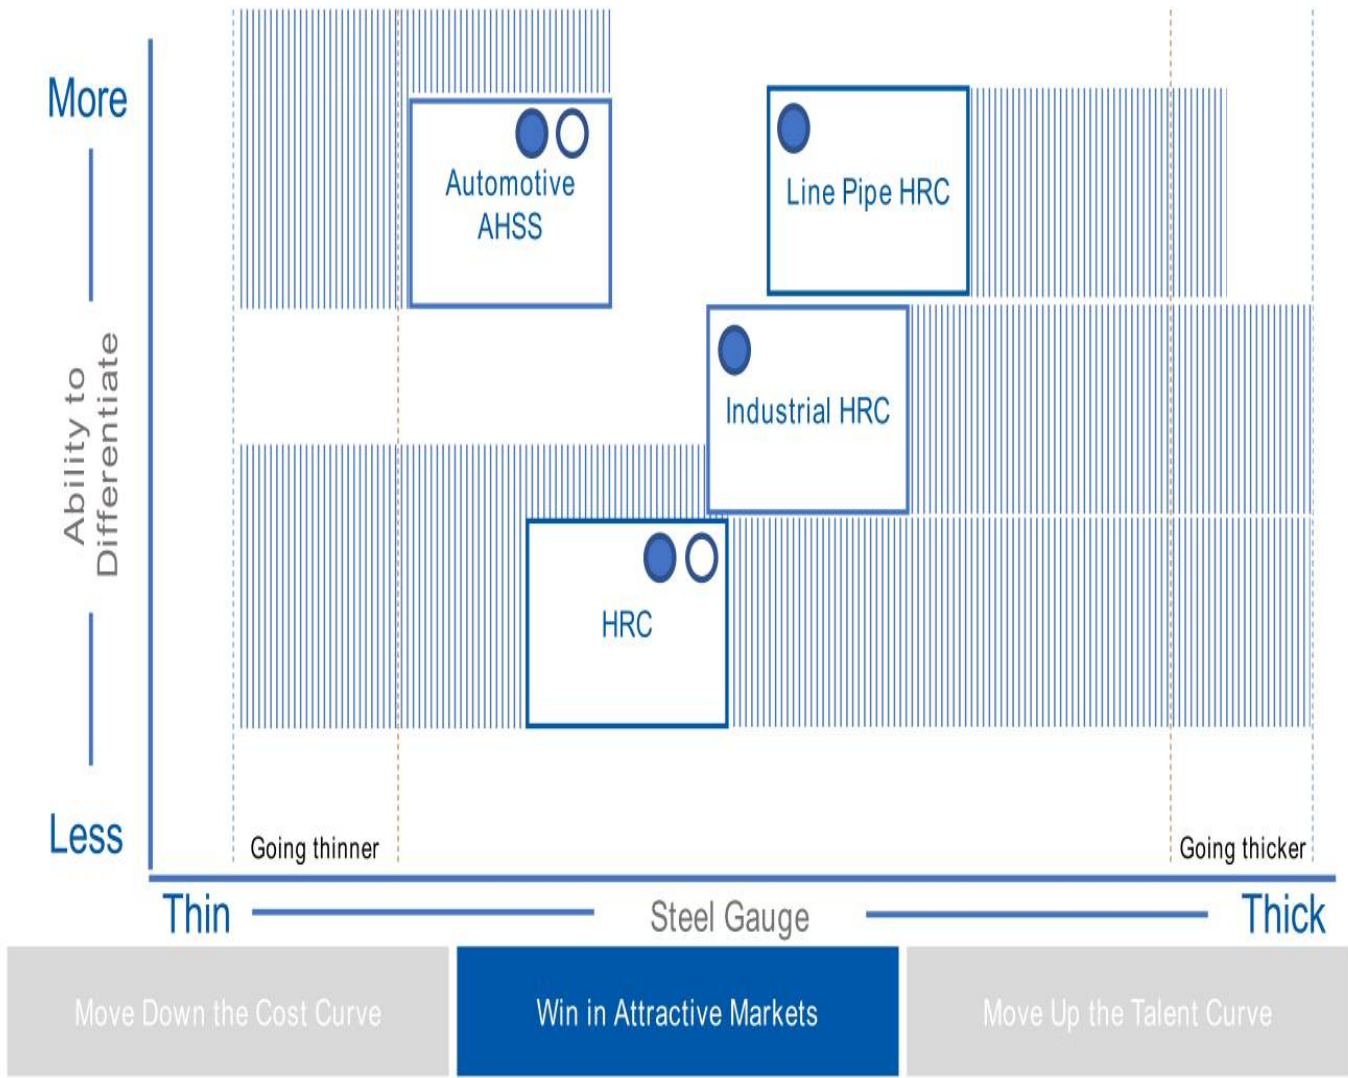 More
Automotive
AHSS
Line Pipe HRC
Industrial HRC
Ability to
Differentiate
HRC
Less
Going thinner
Going thicker
Thin
Steel Gauge
Thick
Move Down the Cost Curve
Win in Attractive Markets
Move Up the Talent Curve